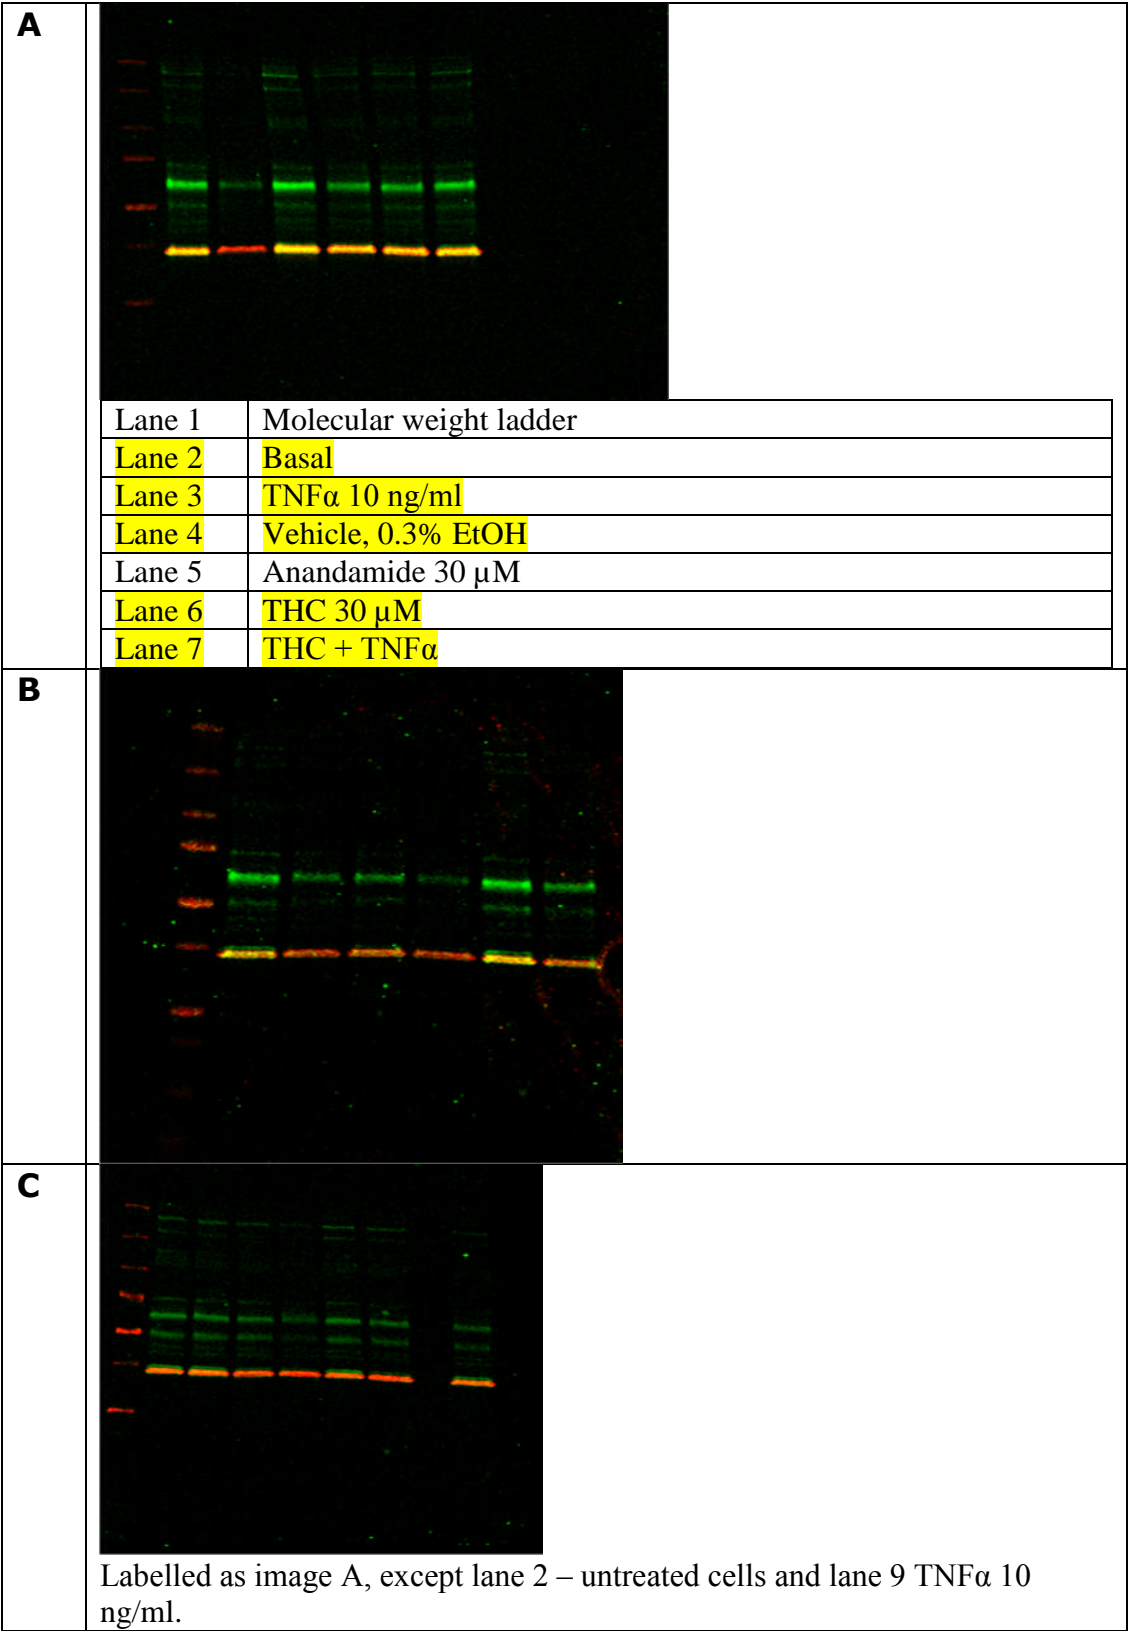 A
Lane 1 Molecular weight ladder
Lane 2 Basal
Lane 3 TNFα 10 ng/ml
Lane 4 Vehicle, 0.3% EtOH
Lane 5 Anandamide 30 µM
Lane 6 THC 30 µM
Lane 7 THC + TNFα
B
C
Labelled as image A, except lane 2 – untreated cells and lane 9 TNFα 10
ng/ml.